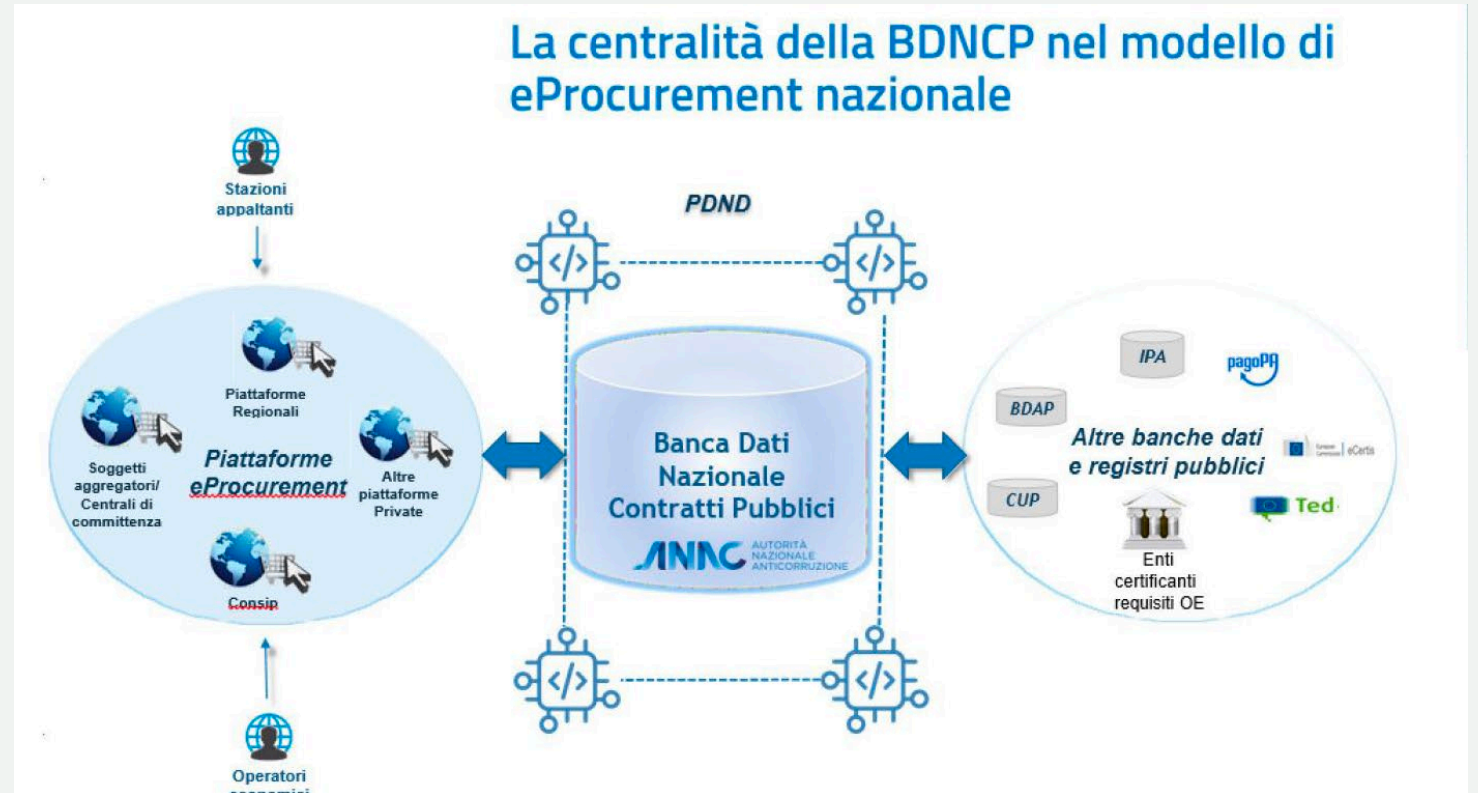 La centralità della BDNCP nel modello di
eProcurement nazionale
Stazioni
appaltanti
PDND
</>
</>
Piattaforme
Regionali
Soggetti
aggregatori/
Centrali di
committenza
Piattaforme
eProcurement
Altre
piattaforme
Private
Consip
Banca Dati
Nazionale
Contratti Pubblici
ANAC
AUTORITÀ
NAZIONALE
ANTICORRUZIONE
IPA
pagoPA
BDAP
Altre banche dati
e registri pubblici
eCertis
CUP
Ted
Enti
certificanti
requisiti OE
</>
</>
Operatori
economici